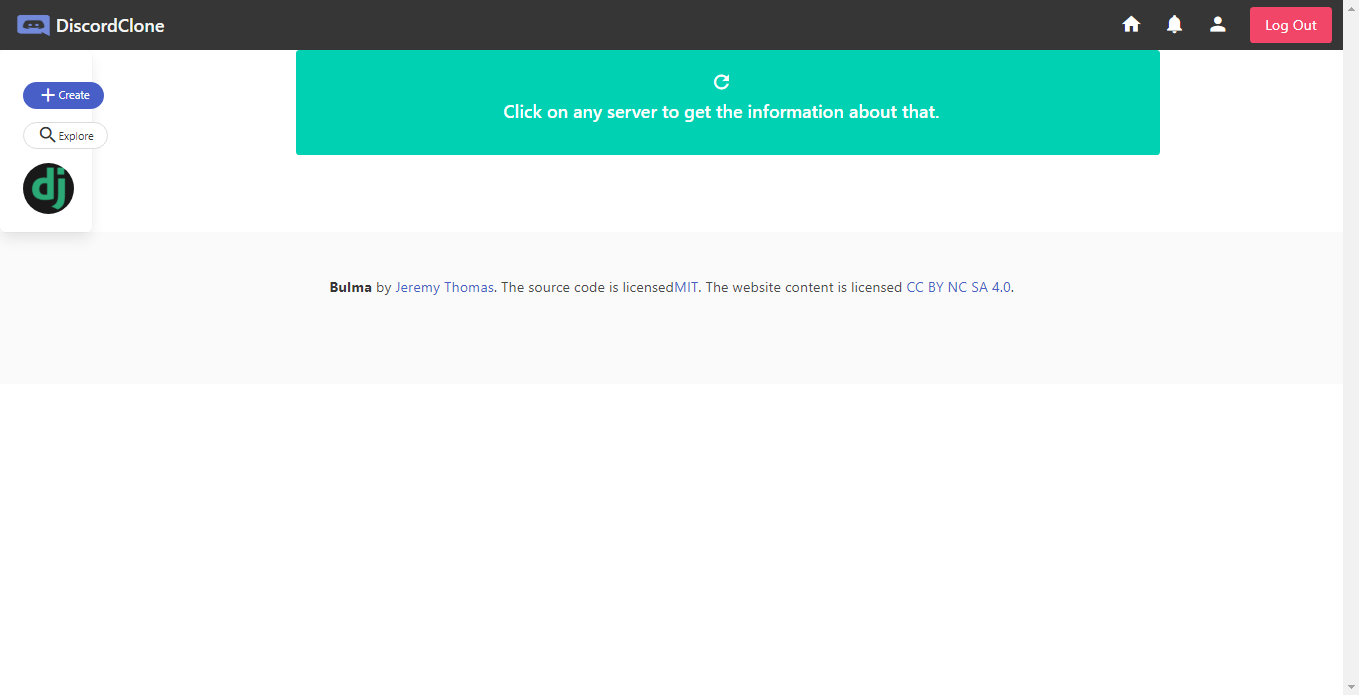 DiscordClone
Log Out
Create
Explore
dj
Click on any server to get the information about that.
Bulma by Jeremy Thomas. The source code is licensedMIT. The website content is licensed CC BY NC SA 4.0.